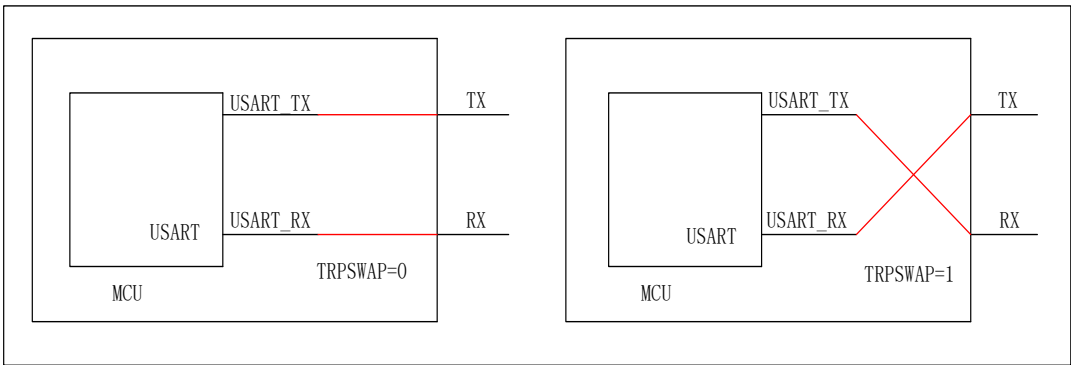 USART_TX
TX
USART_RX
RX
USART
TRPSWAP=0
MCU
USART_TX
TX
USART_RX
RX
USART
TRPSWAP=1
MCU